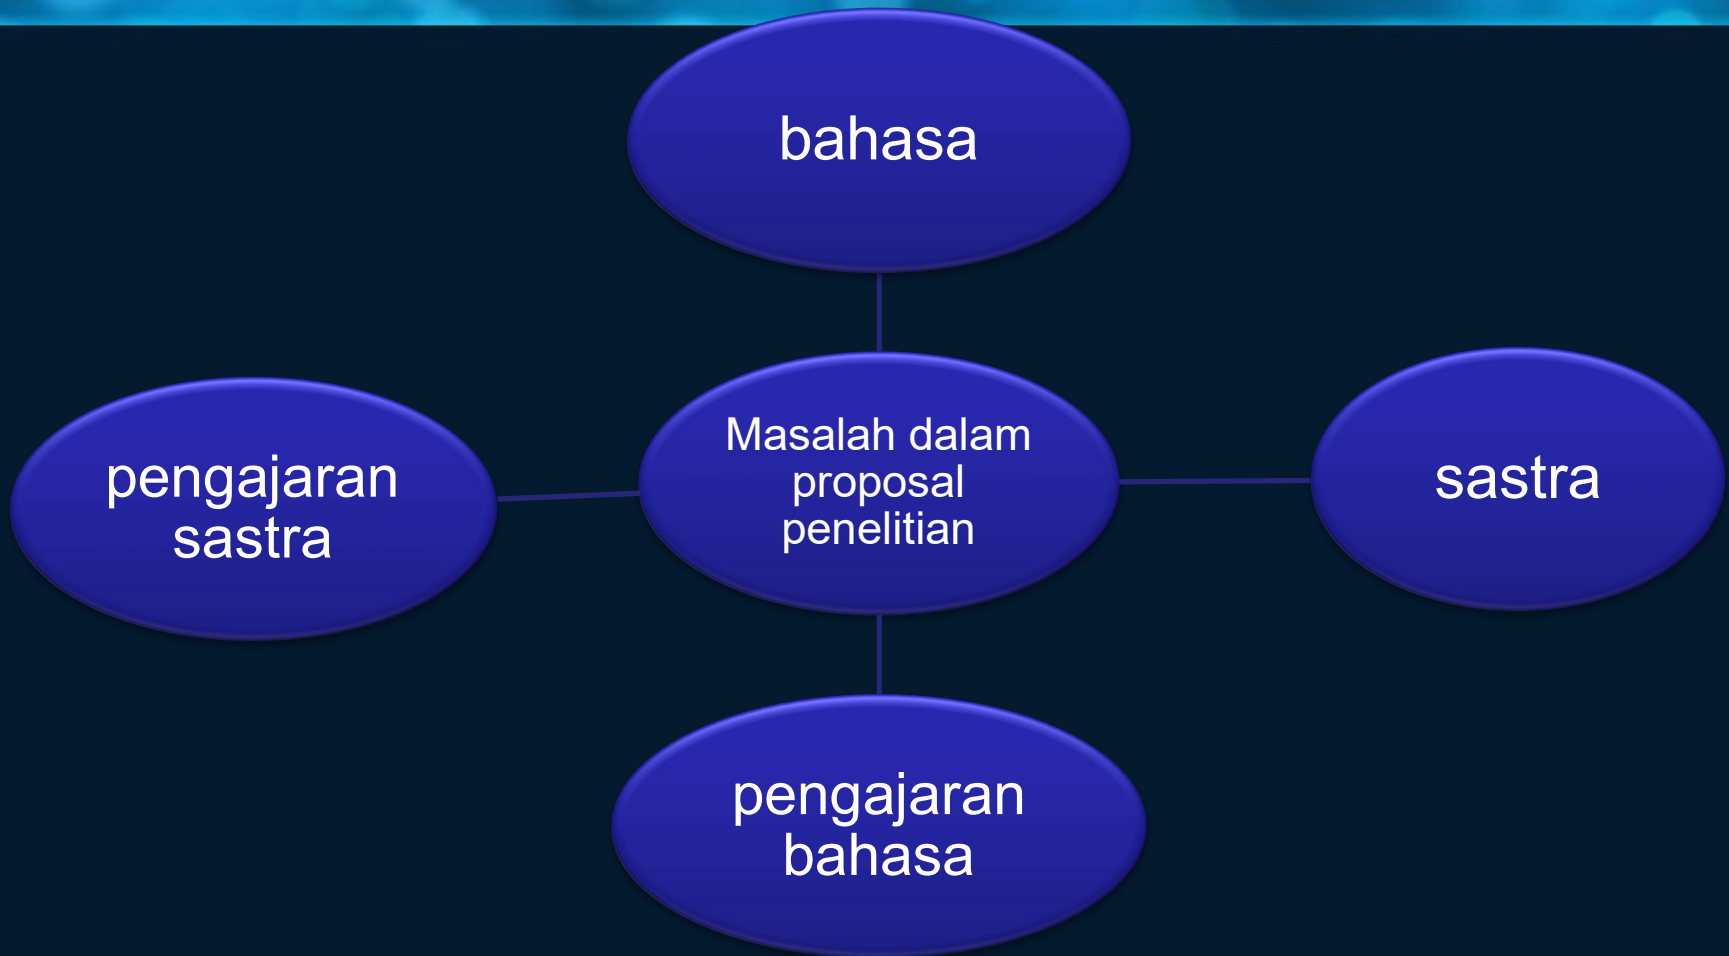 bahasa
Masalah dalam
proposal
penelitian
sastra
pengajaran
sastra
pengajaran
bahasa